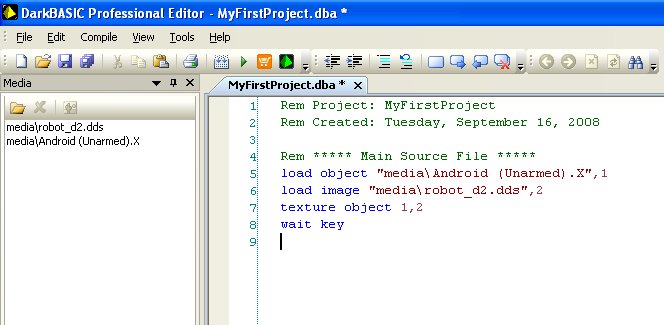 DarkBASIC Professional Editor - MyFirstProject.dba *
File Edit Compile View Tools Help
Media
media\robot_d2.dds
media\Android (Unarmed).X
MyFirstProject.dba *
1 Rem Project: MyFirstProject
2 Rem Created: Tuesday, September 16, 2008
3
4 Rem ***** Main Source File *****
5 load object "media\Android (Unarmed).X",1
6 load image "media\robot_d2.dds",2
7 texture object 1,2
8 wait key
9